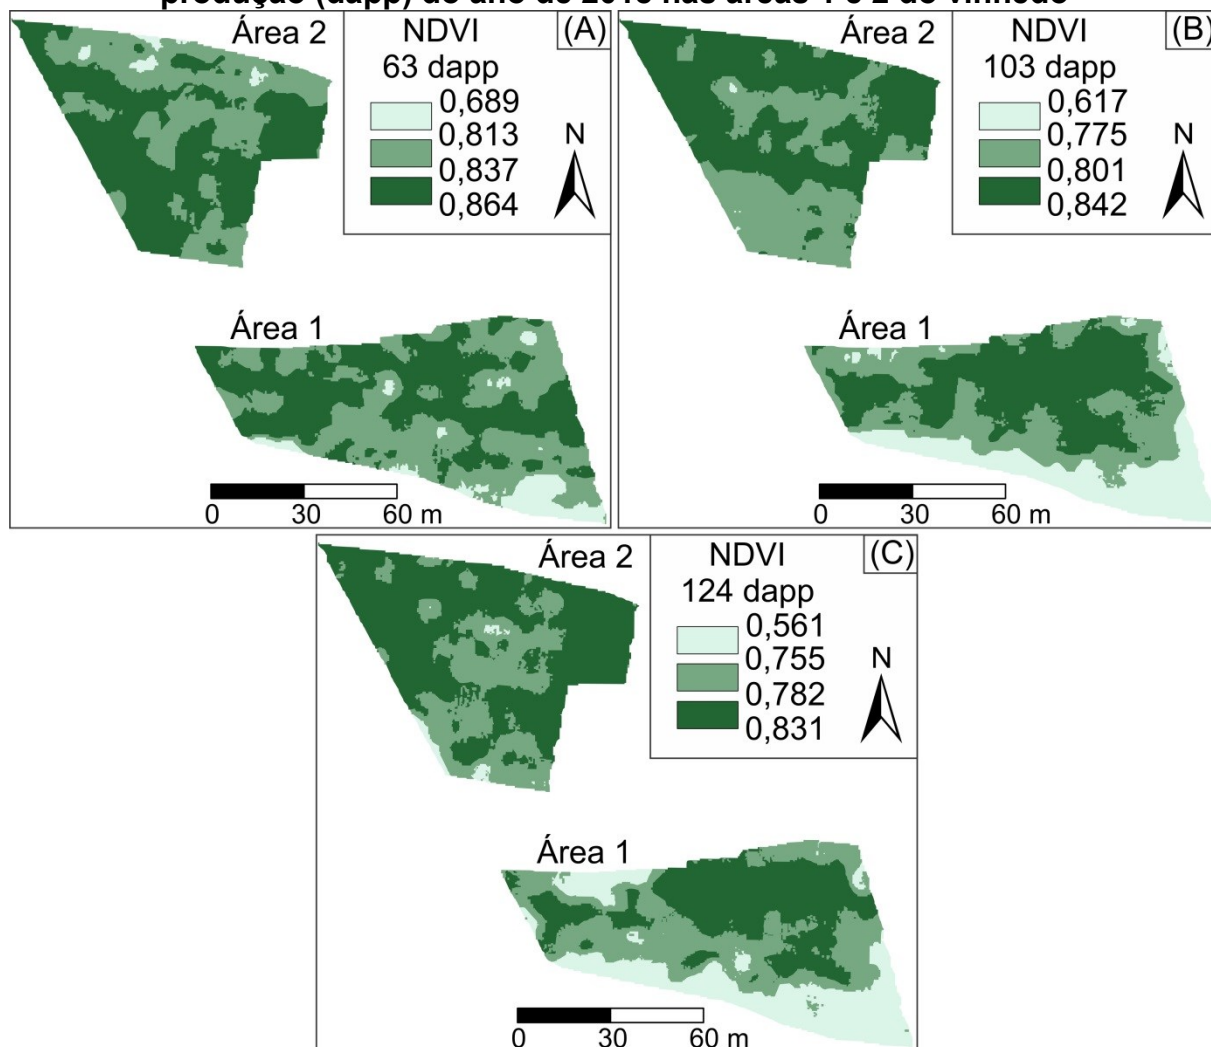 produção (dapp) do ano de 2018 nas áreas 1 e 2 do vinhedo
Área 2
NDVI
(A)
63 dapp
0,689
0,813
0,837
0,864
N
Área 1
0 30 60 m
Área 2
NDVI
(B)
103 dapp
0,617
0,775
0,801
0,842
N
Área 1
0 30 60 m
Área 2
NDVI
(C)
124 dapp
0,561
0,755
0,782
0,831
N
Área 1
0 30 60 m